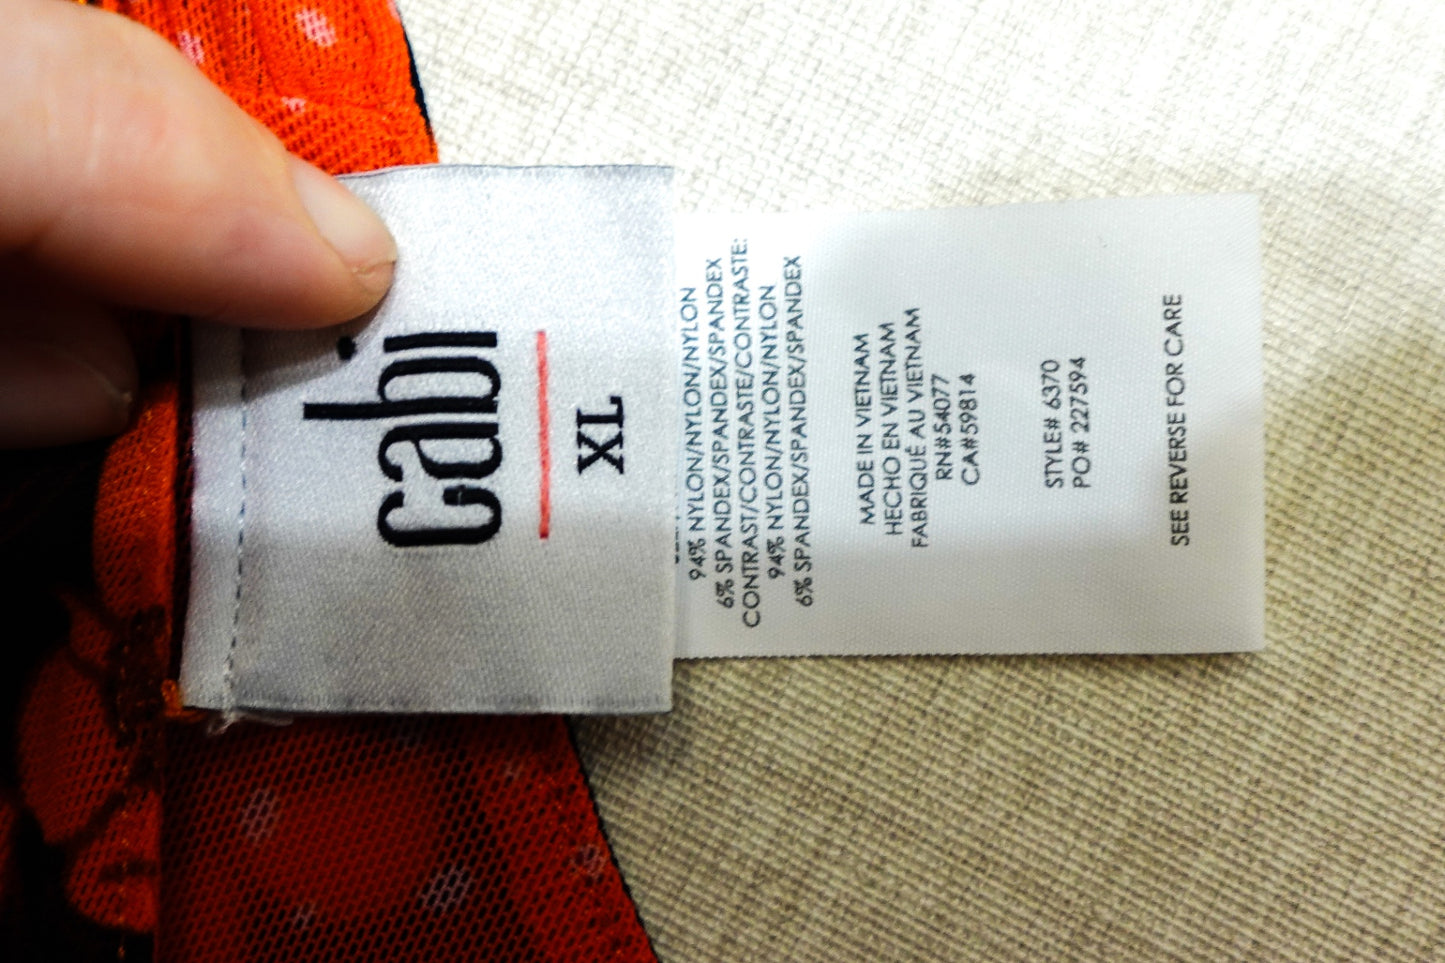 cabi
XL
94% NYLON/NYLON/NYLON
6% SPANDEX/SPANDEX/SPANDEX
CONTRAST/CONTRASTE/CONTRASTE:
94% NYLON/NYLON/NYLON
6% SPANDEX/SPANDEX/SPANDEX
MADE IN VIETNAM
HECHO EN VIETNAM
FABRIQUÉ AU VIETNAM
RN#54077
CA#59814
STYLE# 6370
PO# 227594
SEE REVERSE FOR CARE